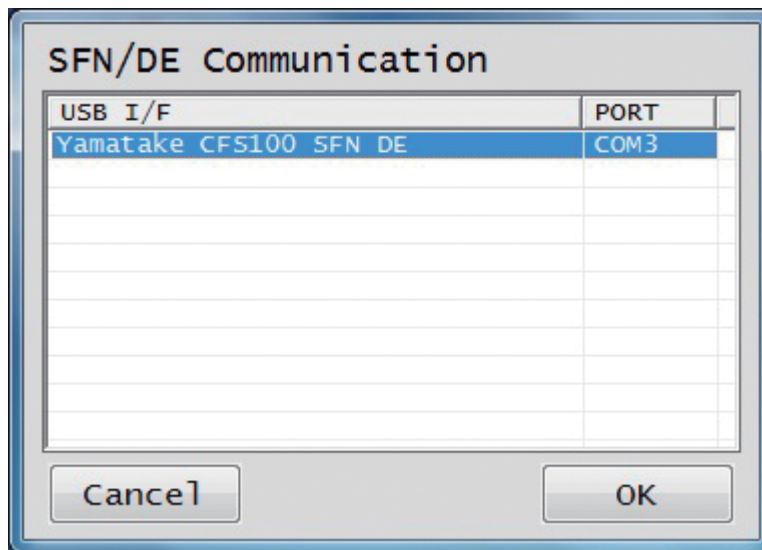 SFN/DE Communication
USB I/F PORT
Yamatake CFS100 SFN DE COM3
Cancel OK